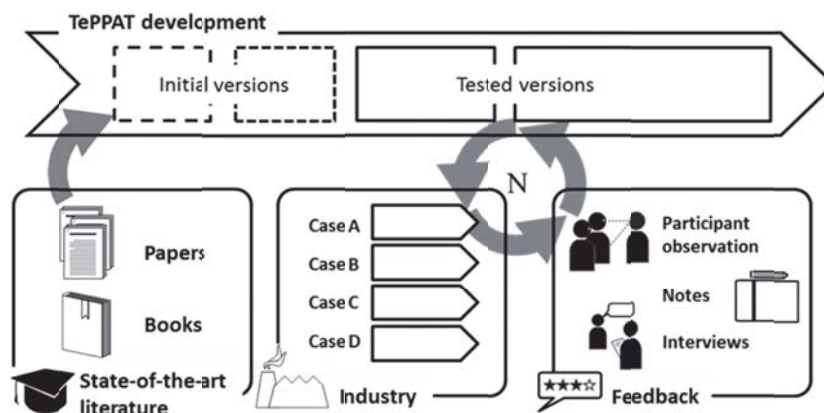 TePPAT development
Initial versions
Tested versions
N
Papers
Books
State-of-the-art
literature
Case A
Case B
Case C
Case D
Industry
Participant
observation
Notes
Interviews
Feedback